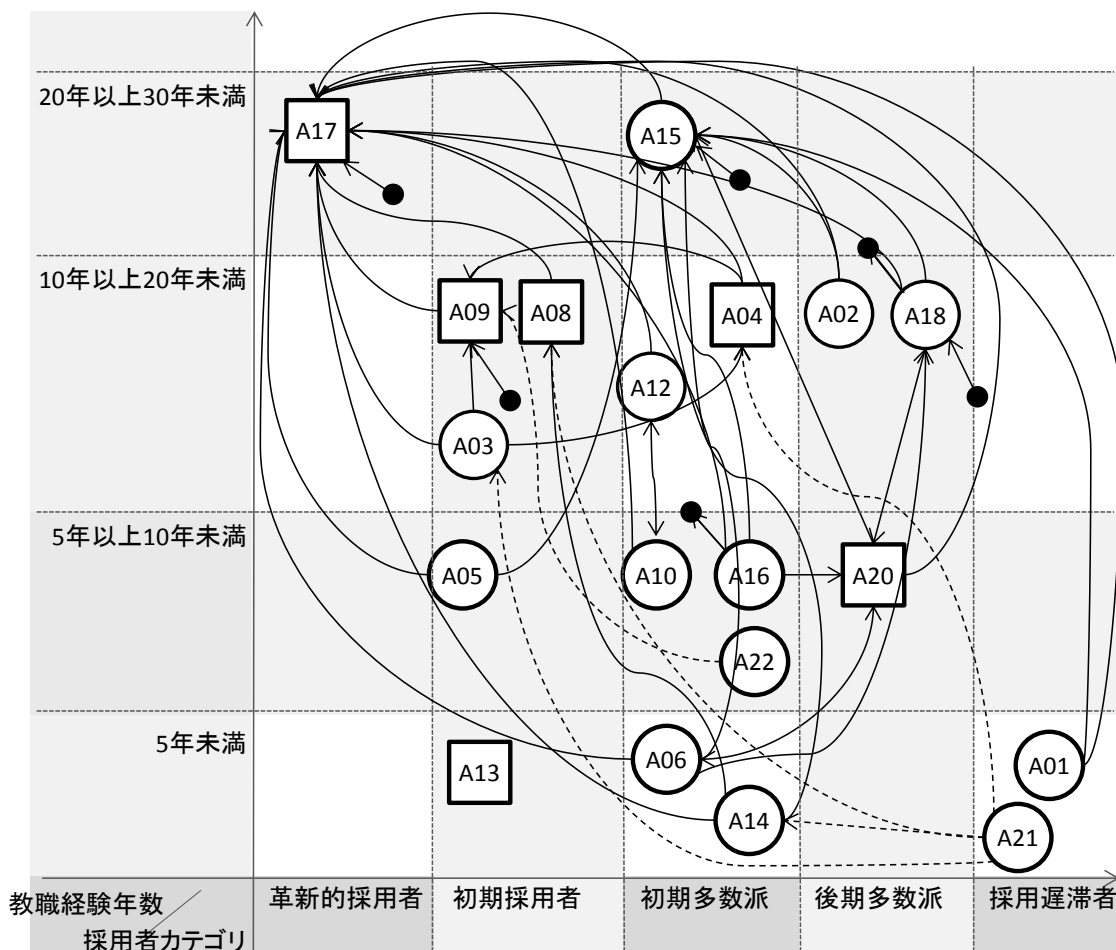 20年以上30年未満
A17
A15
10年以上20年未満
A09
A08
A04
A02
A18
A12
A03
5年以上10年未満
A05
A10
A16
A20
A22
5年未満
A06
A13
A01
A14
A21
教職経験年数
採用者カテゴリ
革新的採用者
初期採用者
初期多数派
後期多数派
採用遅滞者